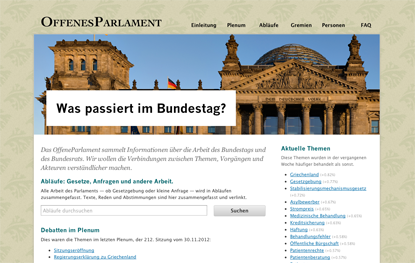 OffenesParlament
Einleitung Plenum Abläufe Gremien Personen FAQ
Was passiert im Bundestag?
Das OffeneParlament sammelt Informationen über die Arbeit des Bundestags und
des Bundesrats. Wir wollen die Verbindungen zwischen Themen, Vorgängen und
Akteuren verständlicher machen.
Abläufe: Gesetze, Anfragen und andere Arbeit.
Alle Arbeit des Parlaments — ob Gesetzgebung oder kleine Anfrage — wird in Abläufen
zusammengefasst. Texte, Reden und Abstimmungen sind hier zusammengefasst und verlinkt.
Abläufe durchsuchen
Suchen
Debatten im Plenum
Dies waren die Themen im letzten Plenum, der 212. Sitzung vom 30.11.2012:
Sitzungseröffnung
Regierungserklärung zu Griechenland
Aktuelle Themen
Diese Themen wurden in der vergangenen
Woche häufiger behandelt als sonst.
Griechenland
Gesetzgebung
Stabilisierungsmechanismusgesetz
Asylbewerber
Strompreis
Medizinische Behandlung
Kreditsicherung
Haftung
Behandlungsfehler
Öffentliche Bürgschaft
Patientenrechte
Patientenberatung